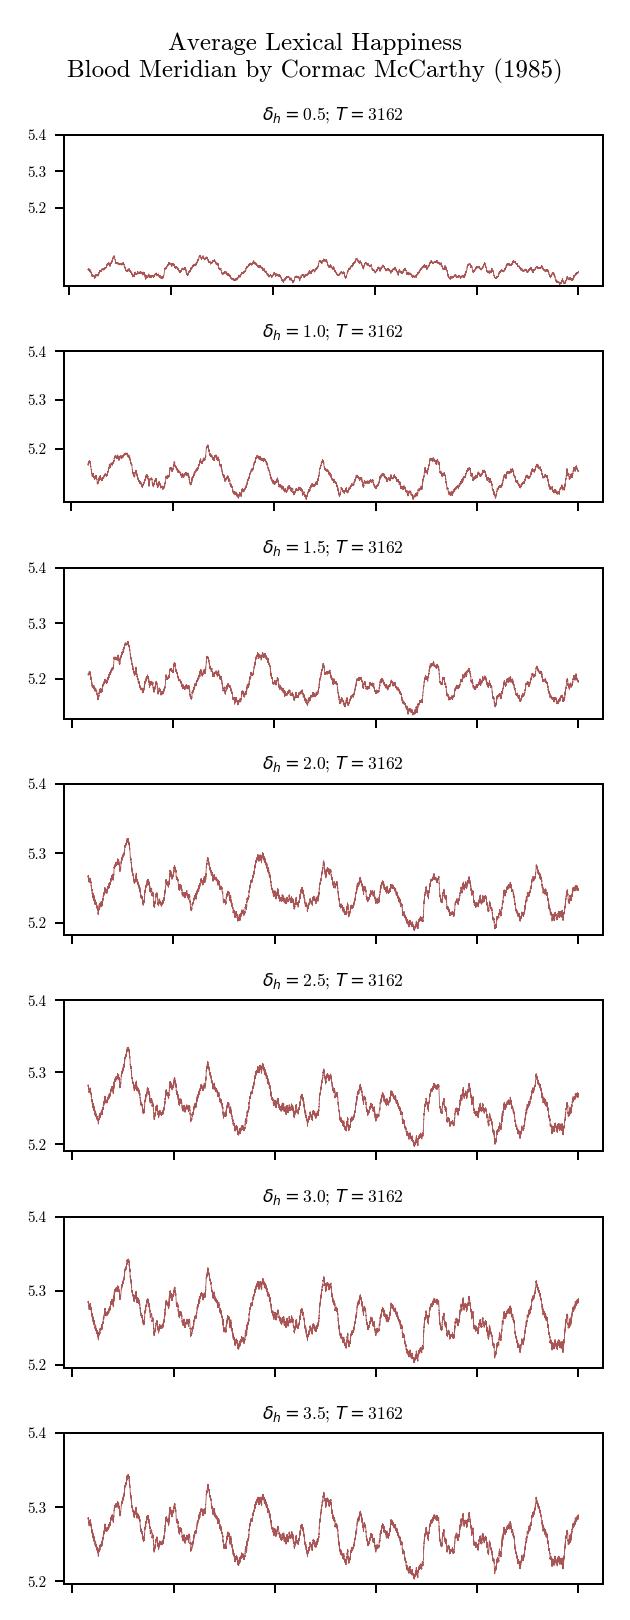 Average Lexical Happiness
Blood Meridian by Cormac McCarthy (1985)
δₕ = 0.5; T = 3162
5.4
5.3
5.2
δₕ = 1.0; T = 3162
5.4
5.3
5.2
δₕ = 1.5; T = 3162
5.4
5.3
5.2
δₕ = 2.0; T = 3162
5.4
5.3
5.2
δₕ = 2.5; T = 3162
5.4
5.3
5.2
δₕ = 3.0; T = 3162
5.4
5.3
5.2
δₕ = 3.5; T = 3162
5.4
5.3
5.2